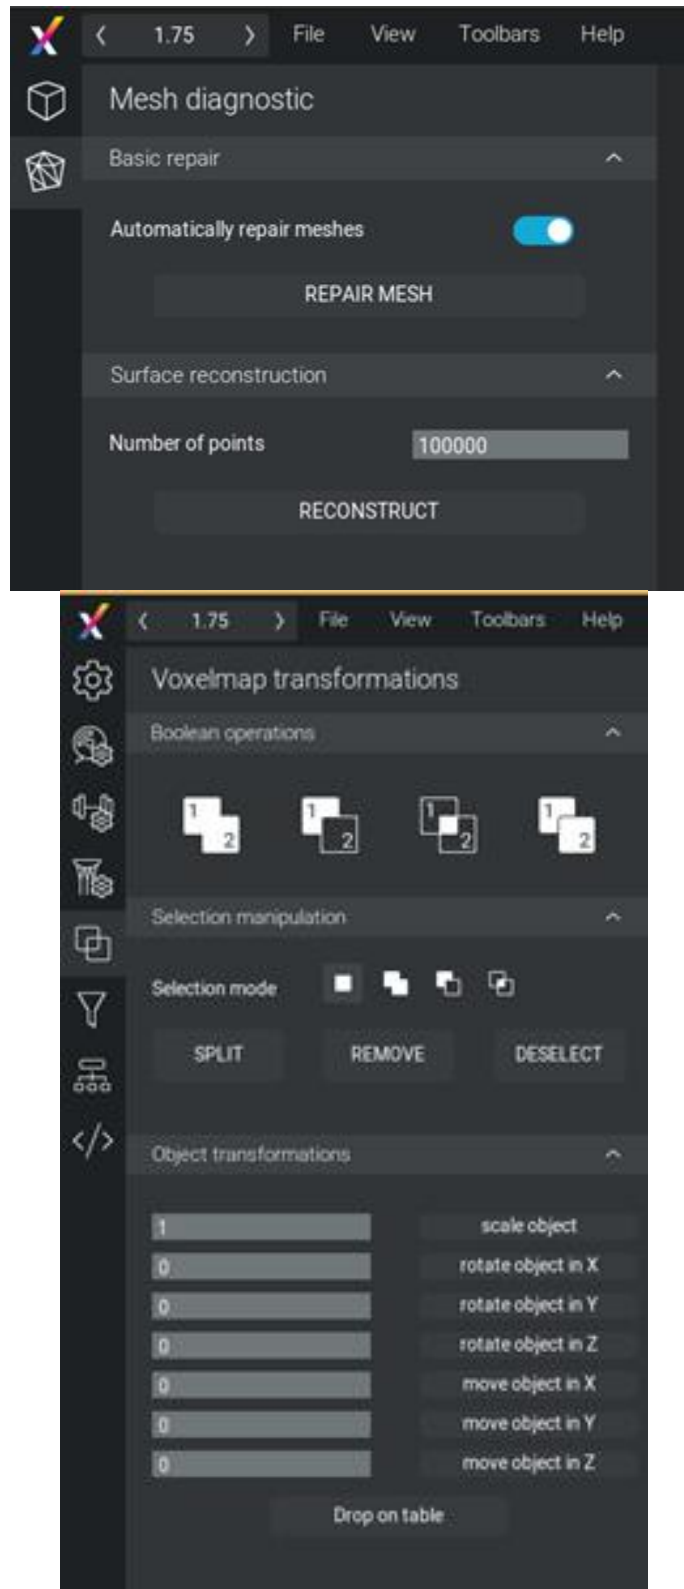 1.75 File View Toolbars Help
Mesh diagnostic
Basic repair
Automatically repair meshes
REPAIR MESH
Surface reconstruction
Number of points 100000
RECONSTRUCT
1.75 File View Toolbars Help
Voxelmap transformations
Boolean operations
1 2 1 2 1 2 1 2
Selection manipulation
Selection mode
SPLIT REMOVE DESELECT
Object transformations
1 scale object
0 rotate object in X
0 rotate object in Y
0 rotate object in Z
0 move object in X
0 move object in Y
0 move object in Z
Drop on table